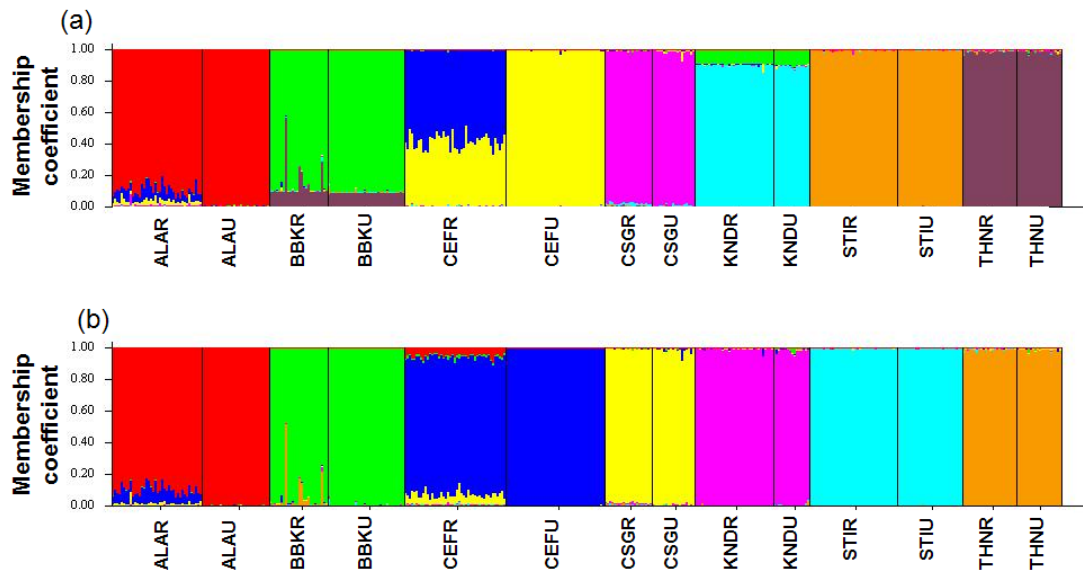 (a)
Membership
coefficient
1.00
0.80
0.60
0.40
0.20
0.00
ALAR ALAU BBKR BBKU CEFR CEFU CSGR CSGU KNDR KNDU STIR STIU THNR THNU
(b)
Membership
coefficient
1.00
0.80
0.60
0.40
0.20
0.00
ALAR ALAU BBKR BBKU CEFR CEFU CSGR CSGU KNDR KNDU STIR STIU THNR THNU